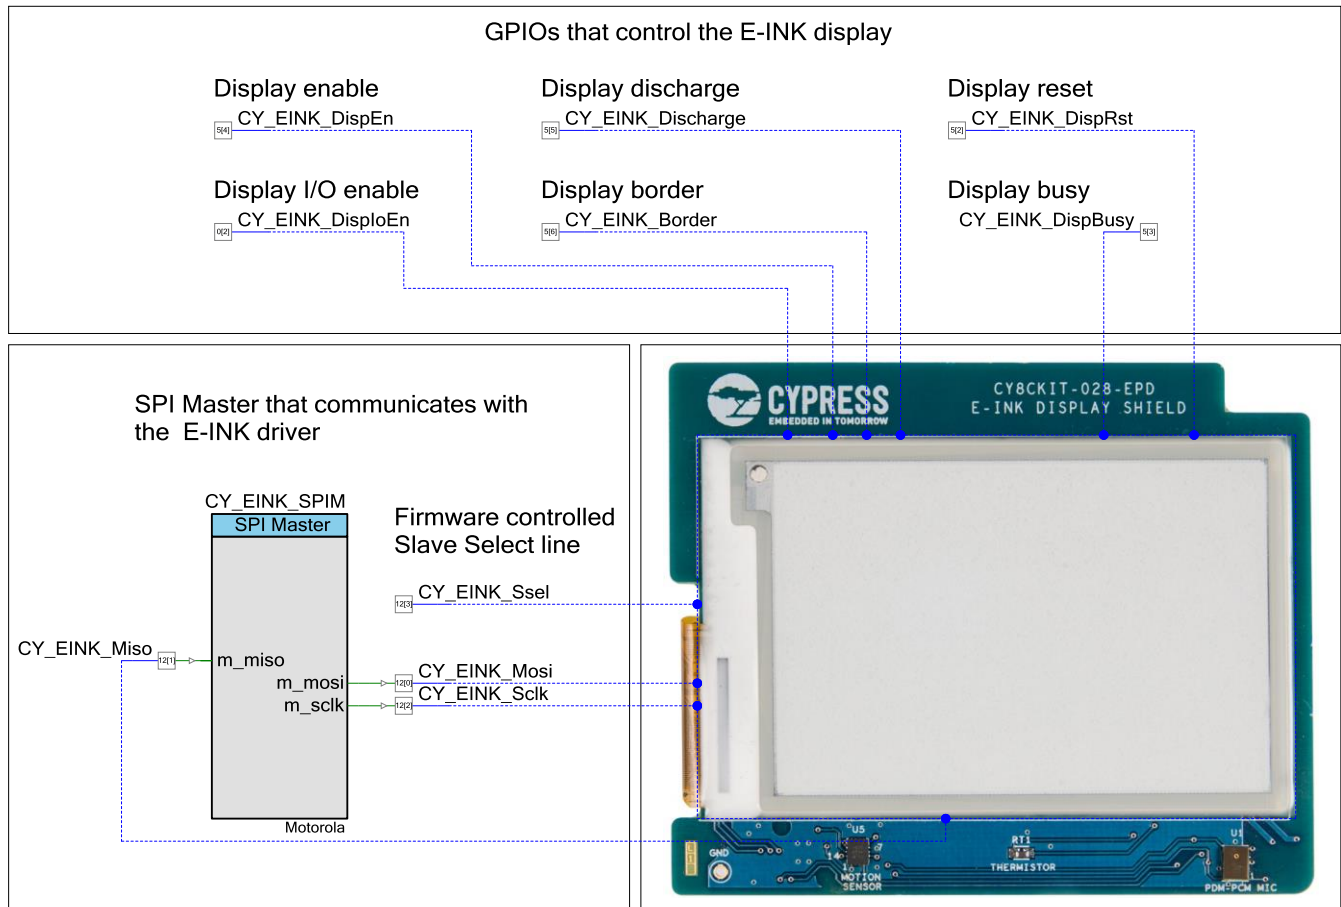 GPIOs that control the E-INK display
Display enable
CY_EINK_DispEn
5[4]
Display discharge
CY_EINK_Discharge
5[5]
Display reset
CY_EINK_DispRst
5[2]
Display I/O enable
CY_EINK_DispIoEn
0[2]
Display border
CY_EINK_Border
5[6]
Display busy
CY_EINK_DispBusy
5[3]
SPI Master that communicates with
the E-INK driver
CY_EINK_SPIM
SPI Master
Firmware controlled
Slave Select line
CY_EINK_Ssel
12[3]
CY_EINK_Miso
12[1]
m_miso
m_mosi
12[0]
CY_EINK_Mosi
m_sclk
12[2]
CY_EINK_Sclk
Motorola
CYPRESS
EMBEDDED IN TOMORROW
CY8CKIT-028-EPD
E-INK DISPLAY SHIELD
GND
U5
14
7
1
MOTION
SENSOR
RT1
THERMISTOR
U1
1
PDM-PCM MIC